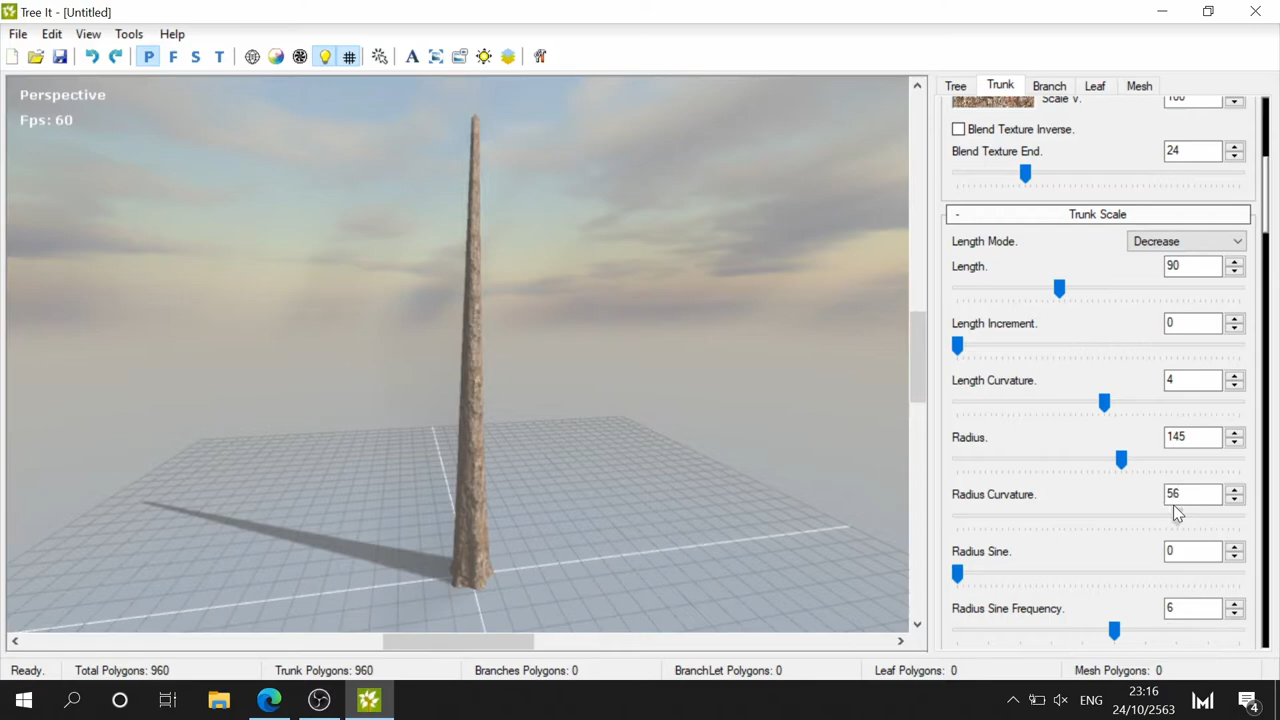 Tree It - [Untitled]
File Edit View Tools Help
P F S T A
Perspective
Fps: 60
Tree Trunk Branch Leaf Mesh
Scale V. 100
Blend Texture Inverse.
Blend Texture End. 24
- Trunk Scale
Length Mode. Decrease
Length. 90
Length Increment. 0
Length Curvature. 4
Radius. 145
Radius Curvature. 56
Radius Sine. 0
Radius Sine Frequency. 6
Ready. Total Polygons: 960 Trunk Polygons: 960 Branches Polygons: 0 BranchLet Polygons: 0 Leaf Polygons: 0 Mesh Polygons: 0
ENG 23:16 4
24/10/2563